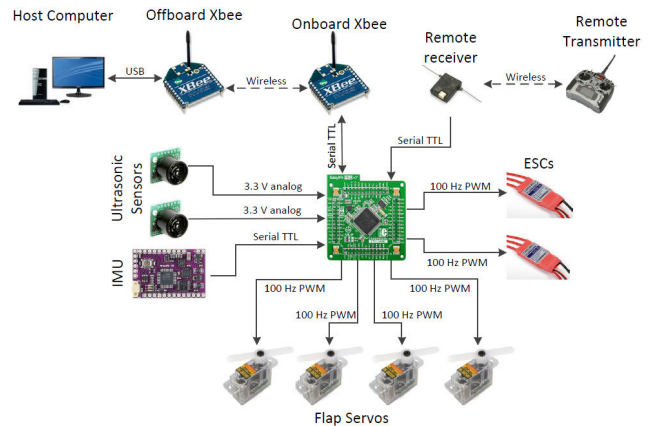 Host Computer
Offboard Xbee
Onboard Xbee
Remote
receiver
Remote
Transmitter
USB
Wireless
Wireless
XBee
XBee
Serial TTL
Serial TTL
Ultrasonic
Sensors
3.3 V analog
3.3 V analog
100 Hz PWM
ESCs
IMU
Serial TTL
100 Hz PWM
100 Hz PWM
100 Hz PWM
100 Hz PWM
100 Hz PWM
Flap Servos